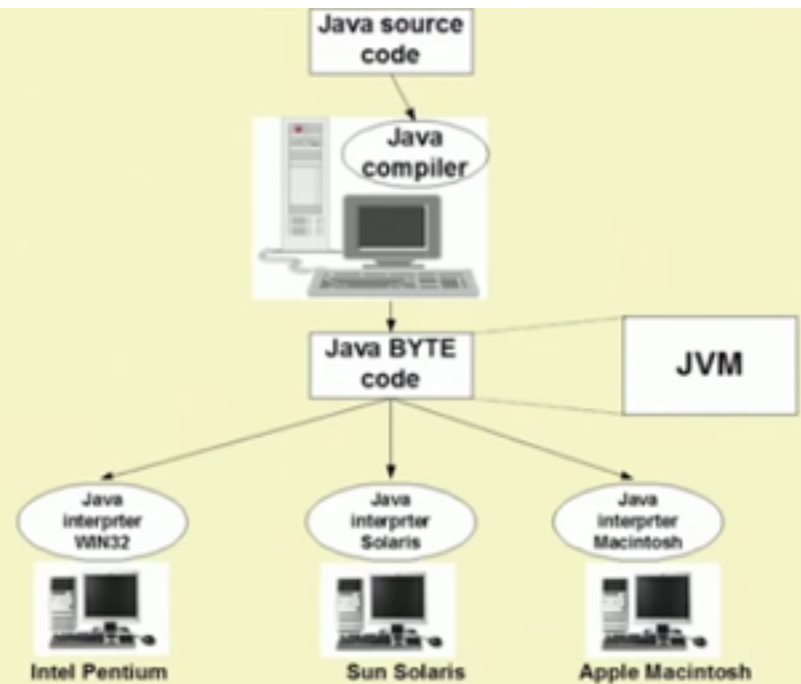 Java source
code
Java
compiler
Java BYTE
code
JVM
Java
interprter
WIN32
Java
interprter
Solaris
Java
interprter
Macintosh
Intel Pentium
Sun Solaris
Apple Macintosh